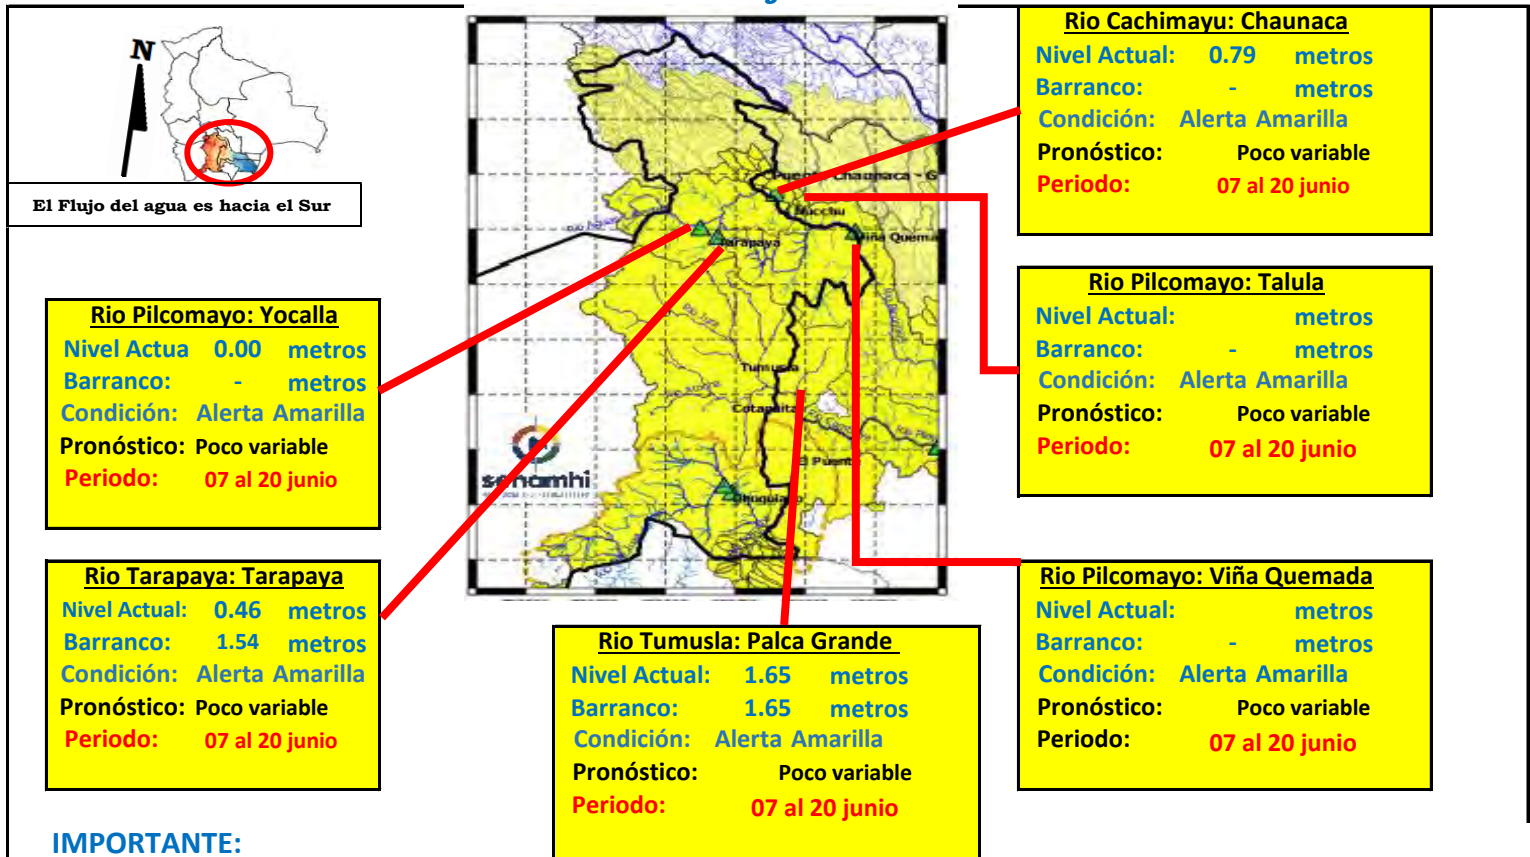 N
El Flujo del agua es hacia el Sur
Rio Pilcomayo: Yocalla
Nivel Actua 0.00 metros
Barranco: - metros
Condición: Alerta Amarilla
Pronóstico: Poco variable
Periodo: 07 al 20 junio
Rio Tarapaya: Tarapaya
Nivel Actual: 0.46 metros
Barranco: 1.54 metros
Condición: Alerta Amarilla
Pronóstico: Poco variable
Periodo: 07 al 20 junio
IMPORTANTE:
Puente Chaunaca - G
Ñucchu
Viña Quema
Tarapaya
Tumusla
Cotagaita
El Puente
Chuquiago
senamhi
Rio Tumusla: Palca Grande
Nivel Actual: 1.65 metros
Barranco: 1.65 metros
Condición: Alerta Amarilla
Pronóstico: Poco variable
Periodo: 07 al 20 junio
Rio Cachimayu: Chaunaca
Nivel Actual: 0.79 metros
Barranco: - metros
Condición: Alerta Amarilla
Pronóstico: Poco variable
Periodo: 07 al 20 junio
Rio Pilcomayo: Talula
Nivel Actual: metros
Barranco: - metros
Condición: Alerta Amarilla
Pronóstico: Poco variable
Periodo: 07 al 20 junio
Rio Pilcomayo: Viña Quemada
Nivel Actual: metros
Barranco: - metros
Condición: Alerta Amarilla
Pronóstico: Poco variable
Periodo: 07 al 20 junio